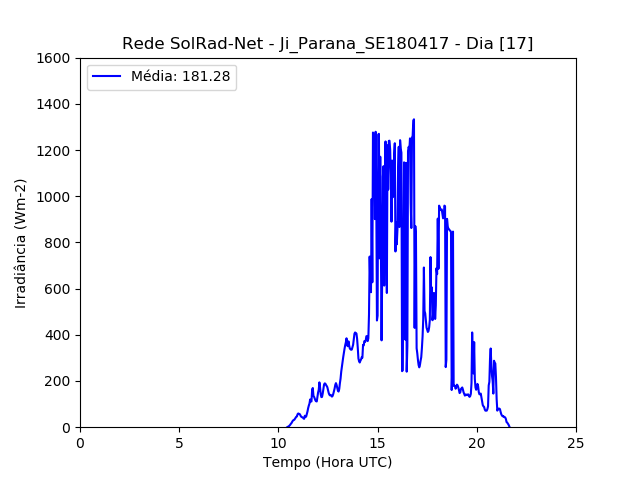 Rede SolRad-Net - Ji_Parana_SE180417 - Dia [17]
Média: 181.28
Irradiância (Wm-2)
1600
1400
1200
1000
800
600
400
200
0
0 5 10 15 20 25
Tempo (Hora UTC)